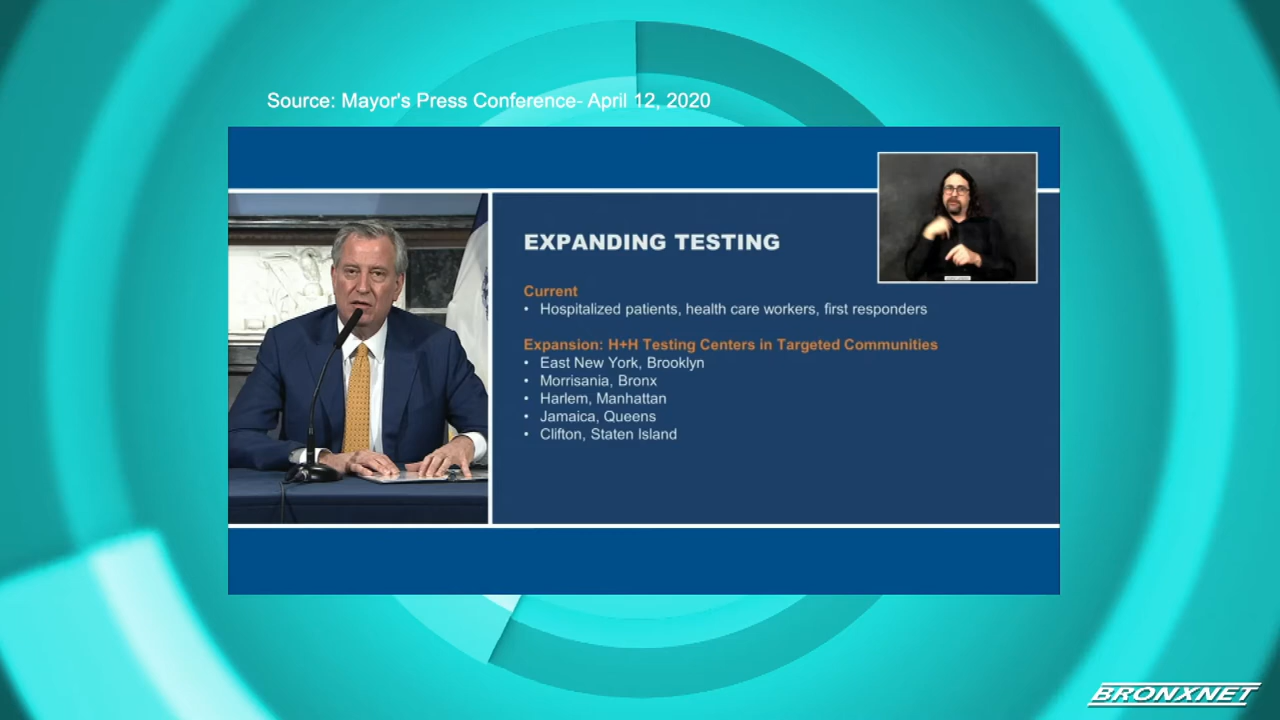 Source: Mayor's Press Conference- April 12, 2020
EXPANDING TESTING
Current
• Hospitalized patients, health care workers, first responders
Expansion: H+H Testing Centers in Targeted Communities
• East New York, Brooklyn
• Morrisania, Bronx
• Harlem, Manhattan
• Jamaica, Queens
• Clifton, Staten Island
BRONXNET